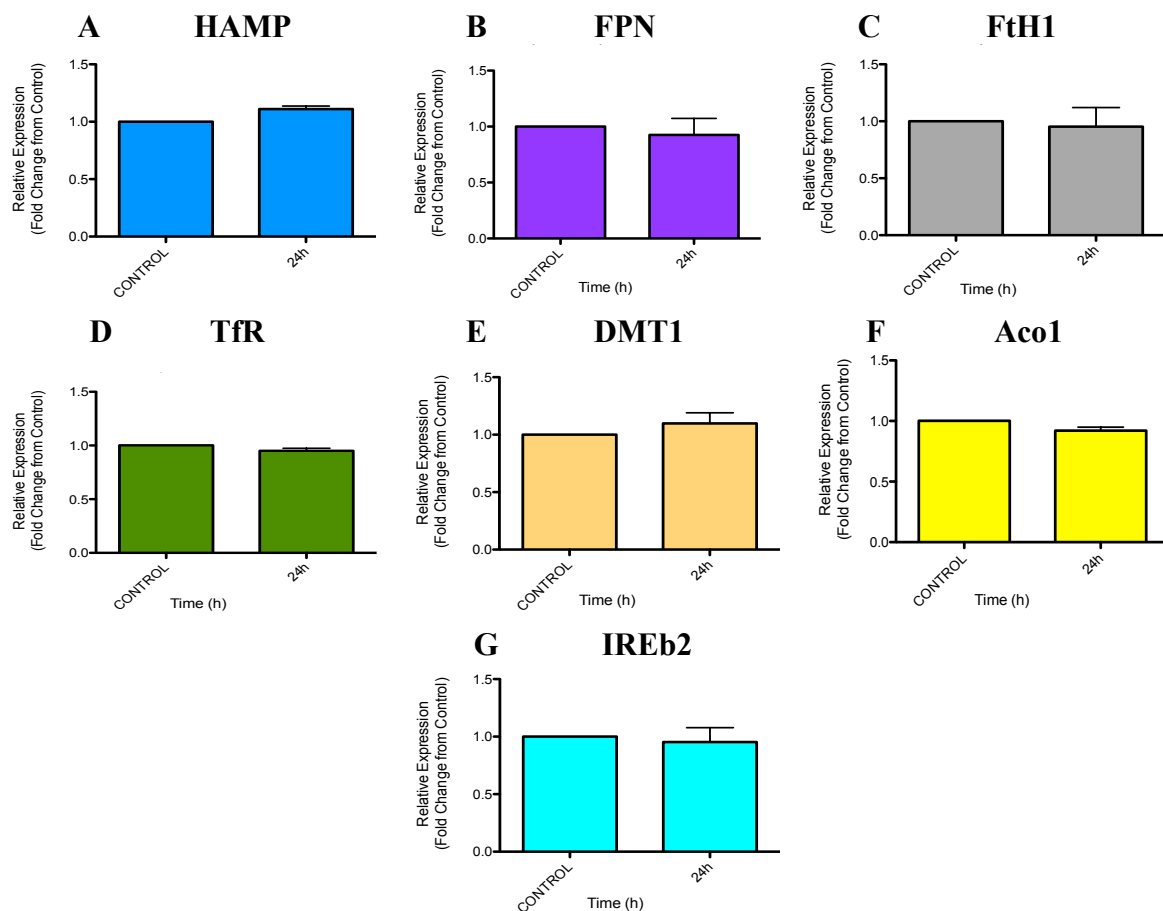 A HAMP
Relative Expression
(Fold Change from Control)
1.5
1.0
0.5
0.0
CONTROL
24h
B FPN
Relative Expression
(Fold Change from Control)
1.5
1.0
0.5
0.0
CONTROL
24h
Time (h)
C FtH1
Relative Expression
(Fold Change from Control)
1.5
1.0
0.5
0.0
CONTROL
24h
Time (h)
D TfR
Relative Expression
(Fold Change from Control)
1.5
1.0
0.5
0.0
CONTROL
24h
Time (h)
E DMT1
Relative Expression
(Fold Change from Control)
1.5
1.0
0.5
0.0
CONTROL
24h
Time (h)
F Aco1
Relative Expression
(Fold Change from Control)
1.5
1.0
0.5
0.0
CONTROL
24h
Time (h)
G IREb2
Relative Expression
(Fold Change from Control)
1.5
1.0
0.5
0.0
CONTROL
24h
Time (h)